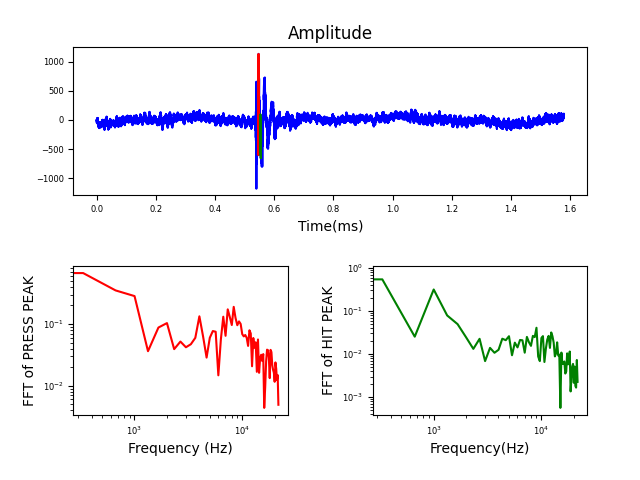 Amplitude
1000
500
0
−500
−1000
0.0 0.2 0.4 0.6 0.8 1.0 1.2 1.4 1.6
Time(ms)
FFT of PRESS PEAK
10⁻¹
10⁻²
10³ 10⁴
Frequency (Hz)
FFT of HIT PEAK
10⁰
10⁻¹
10⁻²
10⁻³
10³ 10⁴
Frequency(Hz)